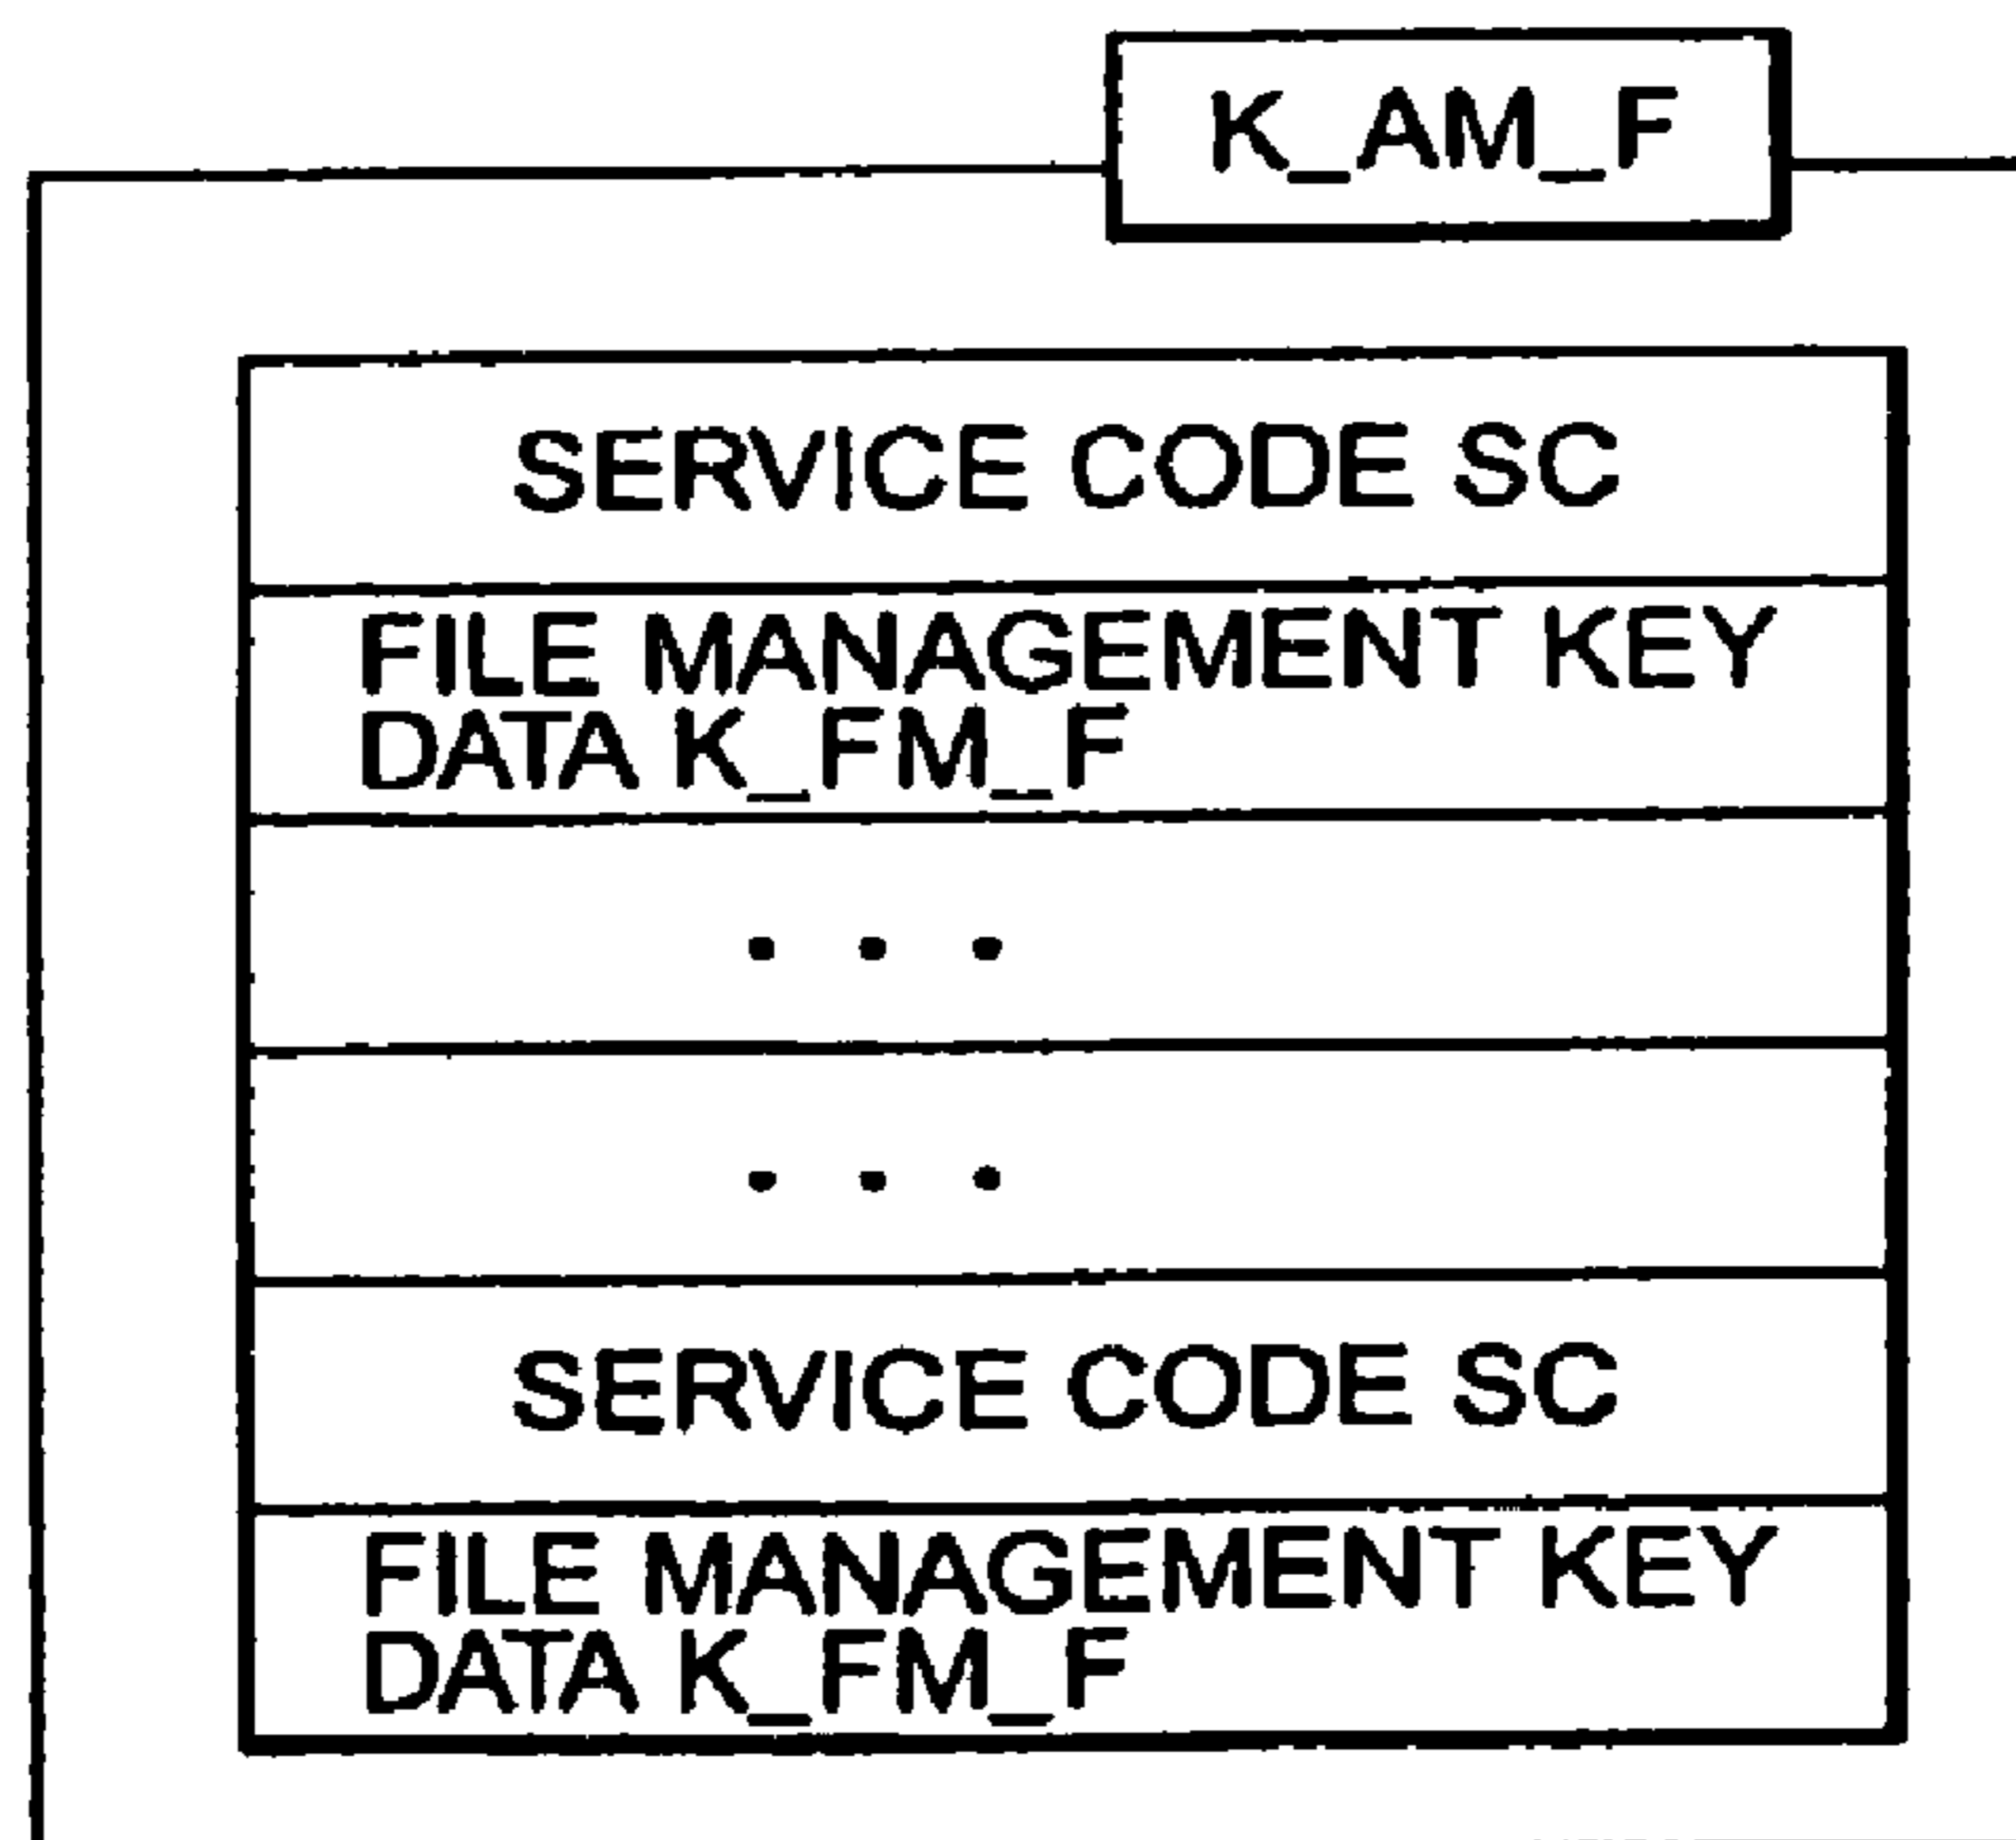 K_AM_F
SERVICE CODE SC
FILE MANAGEMENT KEY
DATA K_FM_F
. . .
. . .
SERVICE CODE SC
FILE MANAGEMENT KEY
DATA K_FM_F